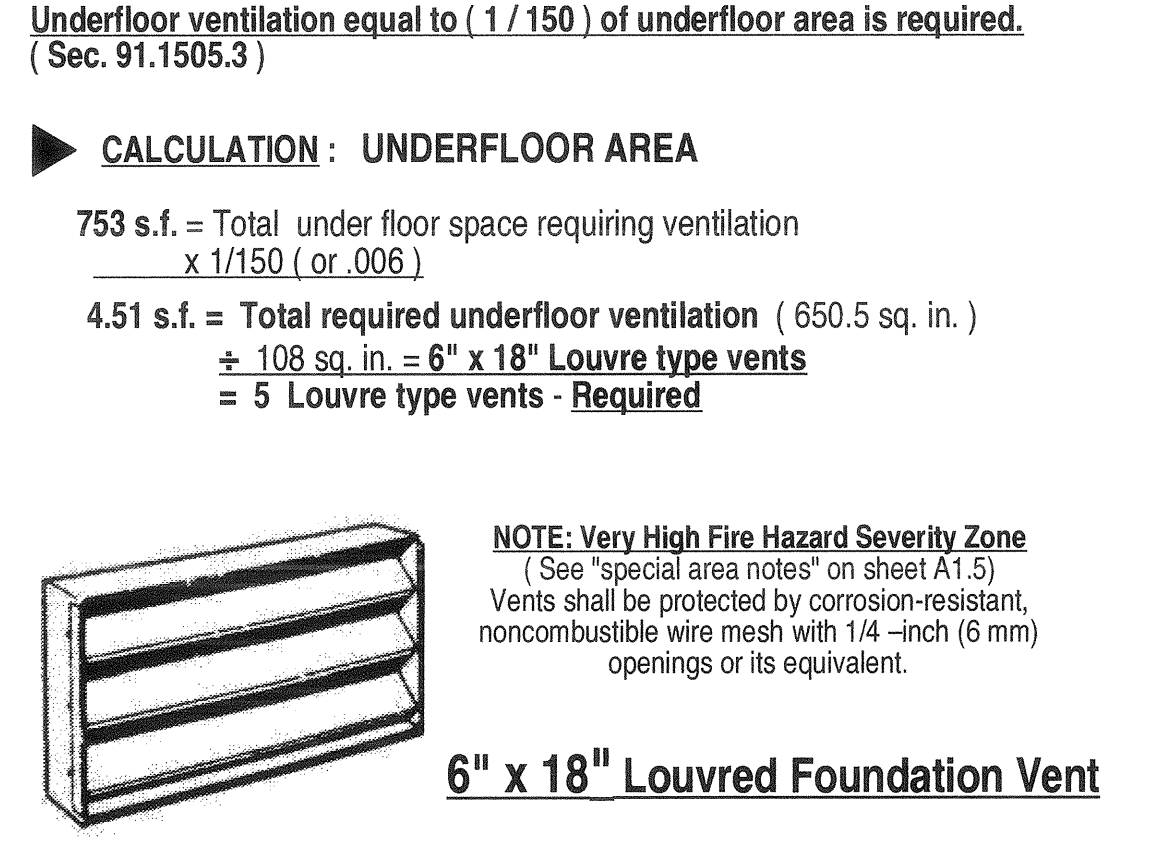 Underfloor ventilation equal to ( 1 / 150 ) of underfloor area is required.
( Sec. 91.1505.3 )
CALCULATION : UNDERFLOOR AREA
753 s.f. = Total under floor space requiring ventilation
x 1/150 ( or .006 )
4.51 s.f. = Total required underfloor ventilation ( 650.5 sq. in. )
÷ 108 sq. in. = 6" x 18" Louvre type vents
= 5 Louvre type vents - Required
NOTE: Very High Fire Hazard Severity Zone
( See "special area notes" on sheet A1.5)
Vents shall be protected by corrosion-resistant,
noncombustible wire mesh with 1/4 –inch (6 mm)
openings or its equivalent.
6" x 18" Louvred Foundation Vent